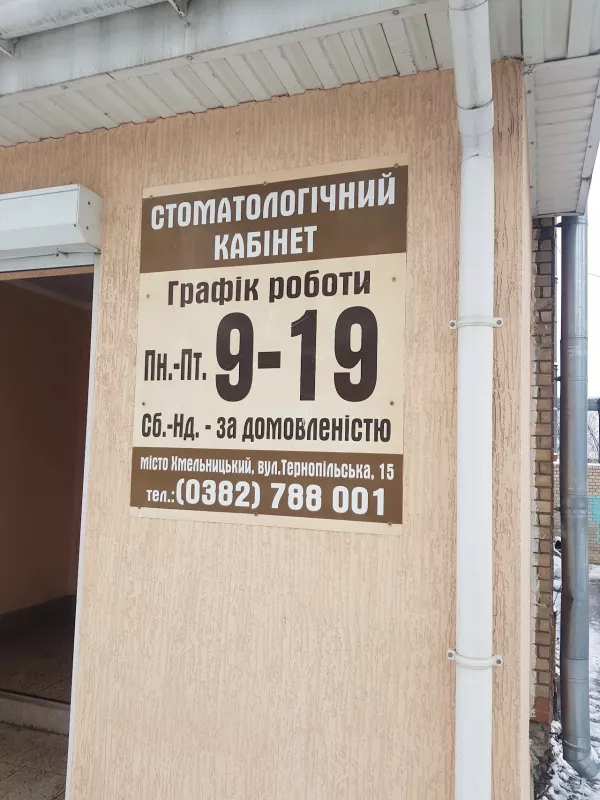 СТОМАТОЛОГІЧНИЙ
КАБІНЕТ
Графік роботи
Пн.-Пт. 9-19
Сб.-Нд. - за домовленістю
місто Хмельницький, вул.Тернопільська, 15
тел.:(0382) 788 001